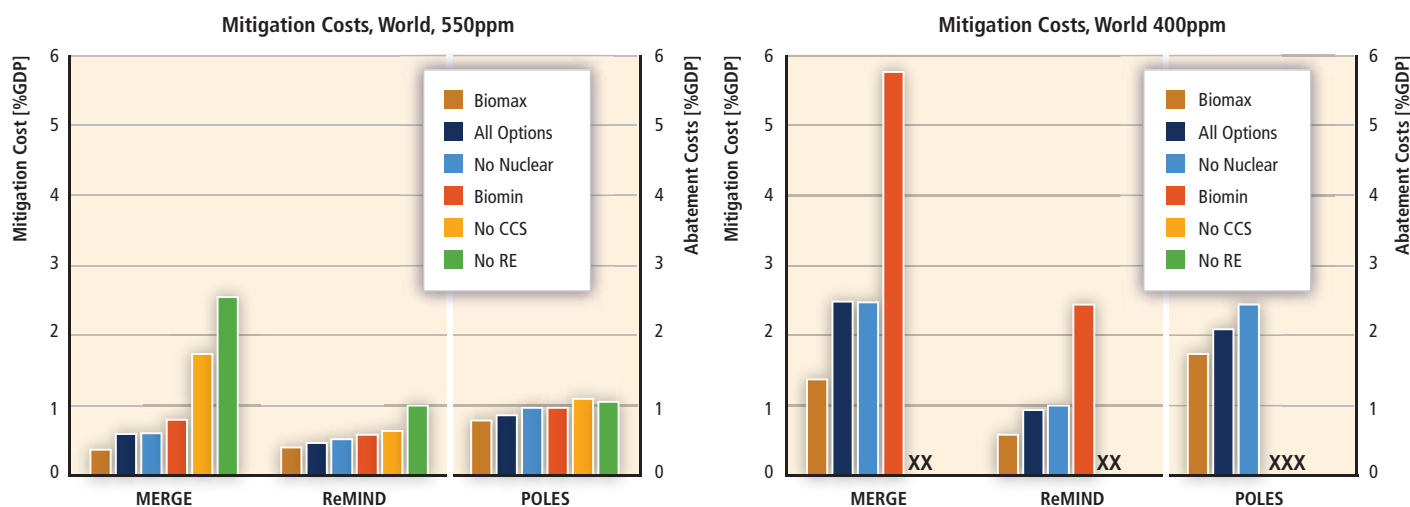 Mitigation Costs, World, 550ppm
Mitigation Cost [%GDP]
6
5
4
3
2
1
0
Biomax
All Options
No Nuclear
Biomin
No CCS
No RE
6
5
4
3
2
1
0
Abatement Costs [%GDP]
MERGE
ReMIND
POLES
Mitigation Costs, World 400ppm
Mitigation Cost [%GDP]
6
5
4
3
2
1
0
Biomax
All Options
No Nuclear
Biomin
No CCS
No RE
XX
XX
XXX
6
5
4
3
2
1
0
Abatement Costs [%GDP]
MERGE
ReMIND
POLES